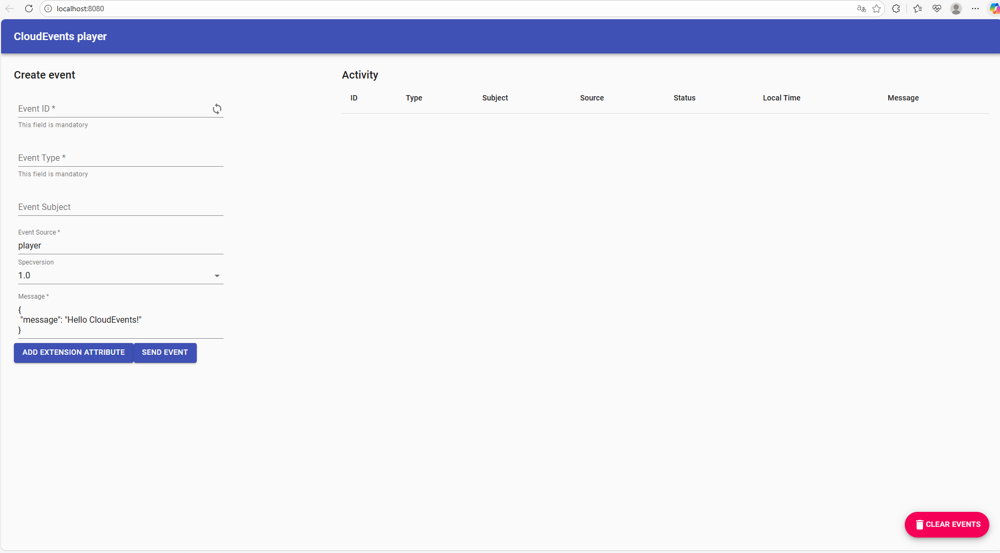 localhost:8080
CloudEvents player
Create event
Event ID *
This field is mandatory
Event Type *
This field is mandatory
Event Subject
Event Source *
player
Specversion
1.0
Message *
{
"message": "Hello CloudEvents!"
}
ADD EXTENSION ATTRIBUTE SEND EVENT
Activity
ID Type Subject Source Status Local Time Message
CLEAR EVENTS